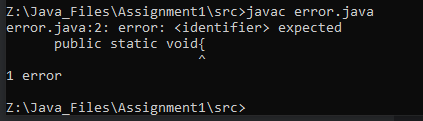 Z:\Java_Files\Assignment1\src>javac error.java
error.java:2: error: <identifier> expected
public static void{
^
1 error
Z:\Java_Files\Assignment1\src>